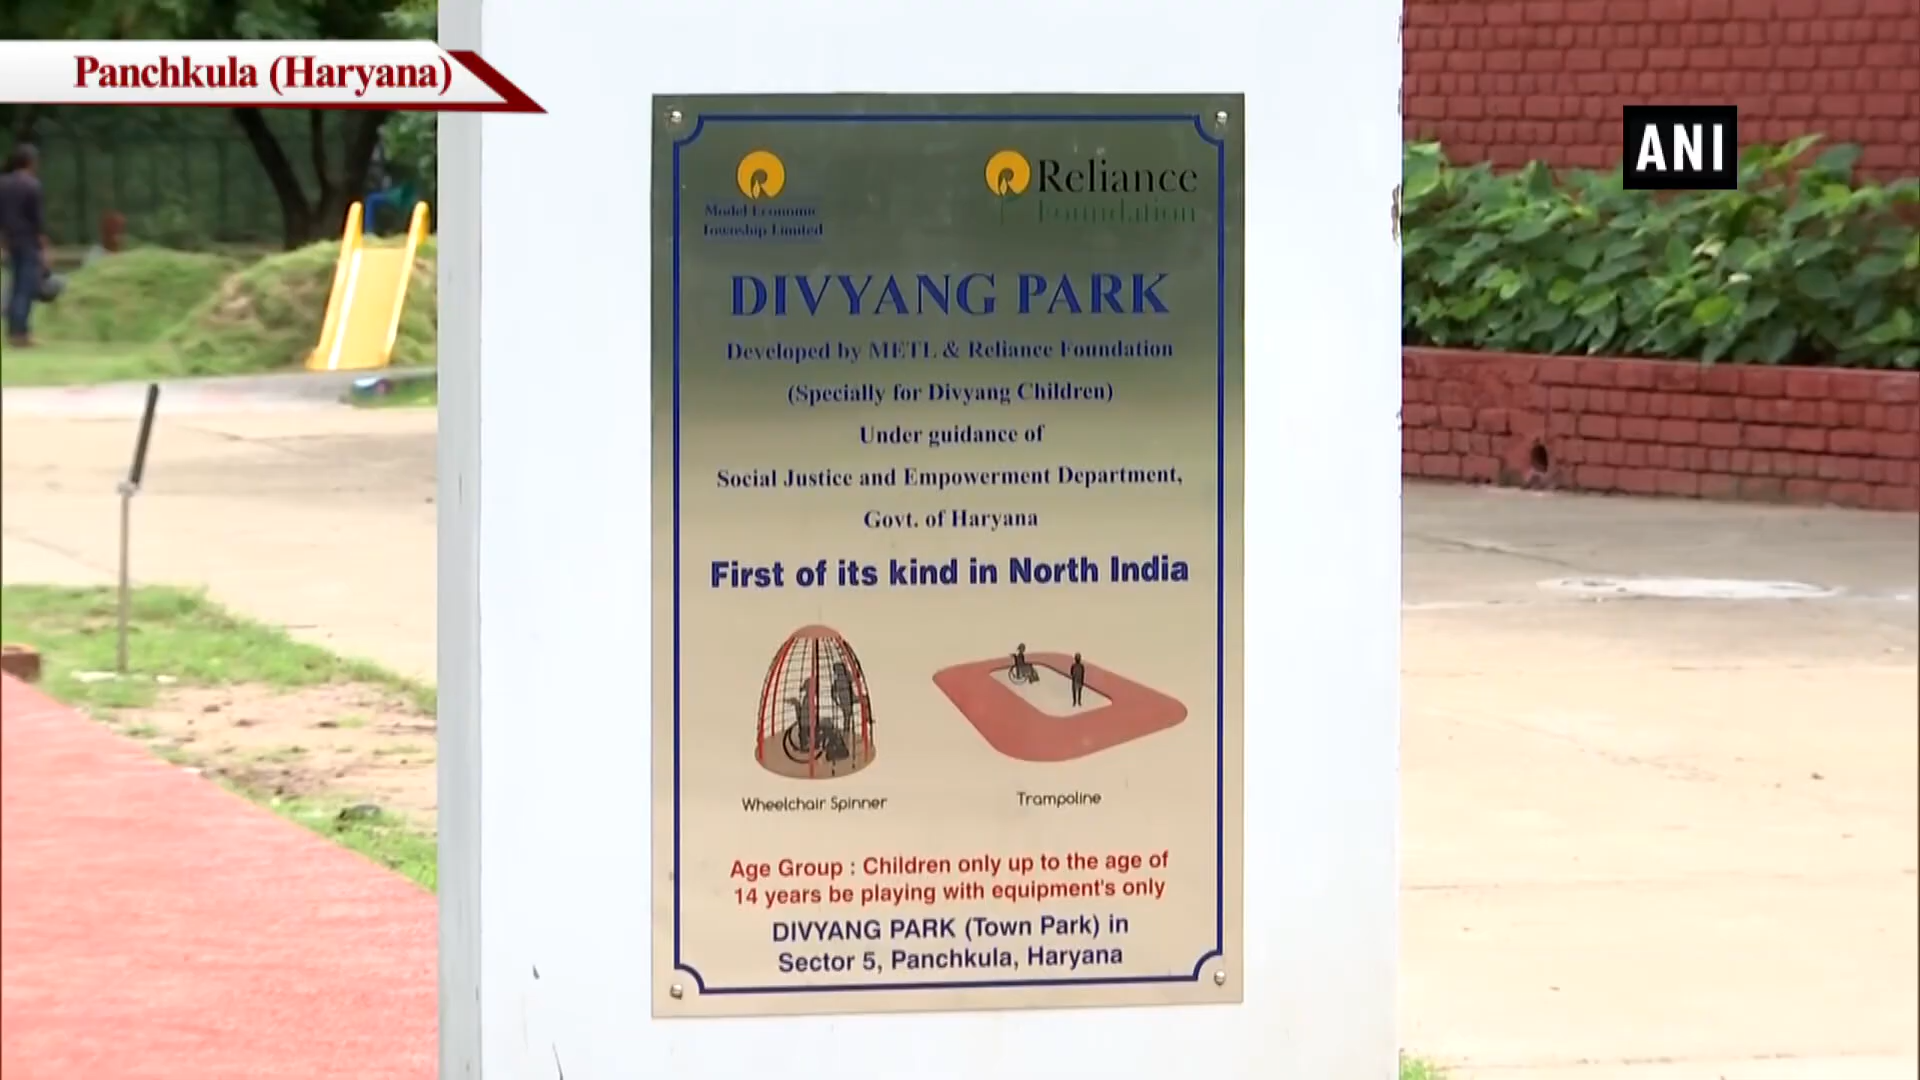 Panchkula (Haryana)
ANI
Model Economic
Township Limited
Reliance
Foundation
DIVYANG PARK
Developed by METL & Reliance Foundation
(Specially for Divyang Children)
Under guidance of
Social Justice and Empowerment Department,
Govt. of Haryana
First of its kind in North India
Wheelchair Spinner
Trampoline
Age Group : Children only up to the age of
14 years be playing with equipment's only
DIVYANG PARK (Town Park) in
Sector 5, Panchkula, Haryana